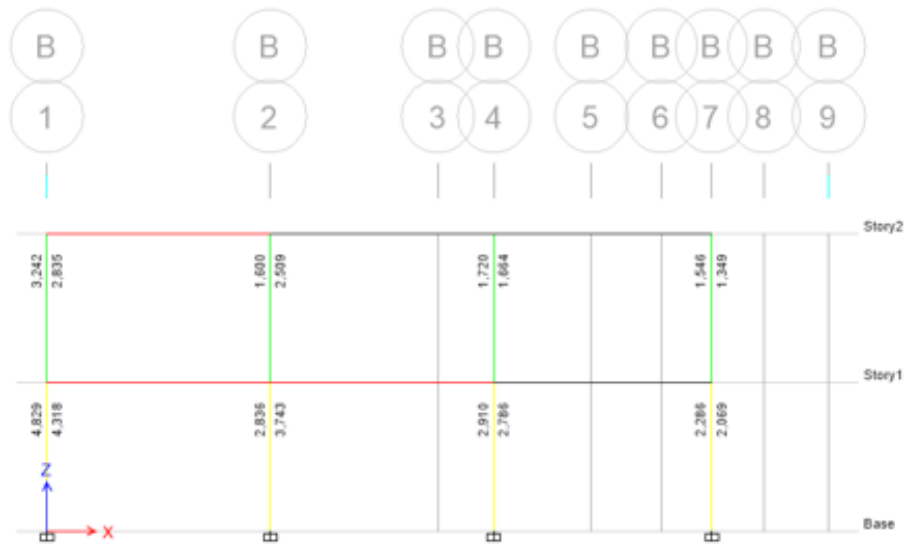 B B B B B B B B B
1 2 3 4 5 6 7 8 9
Story2
3,242 2,835 1,600 2,509 1,720 1,664 1,546 1,349
Story1
4,829 4,318 2,836 3,743 2,910 2,786 2,286 2,069
Z
X
Base